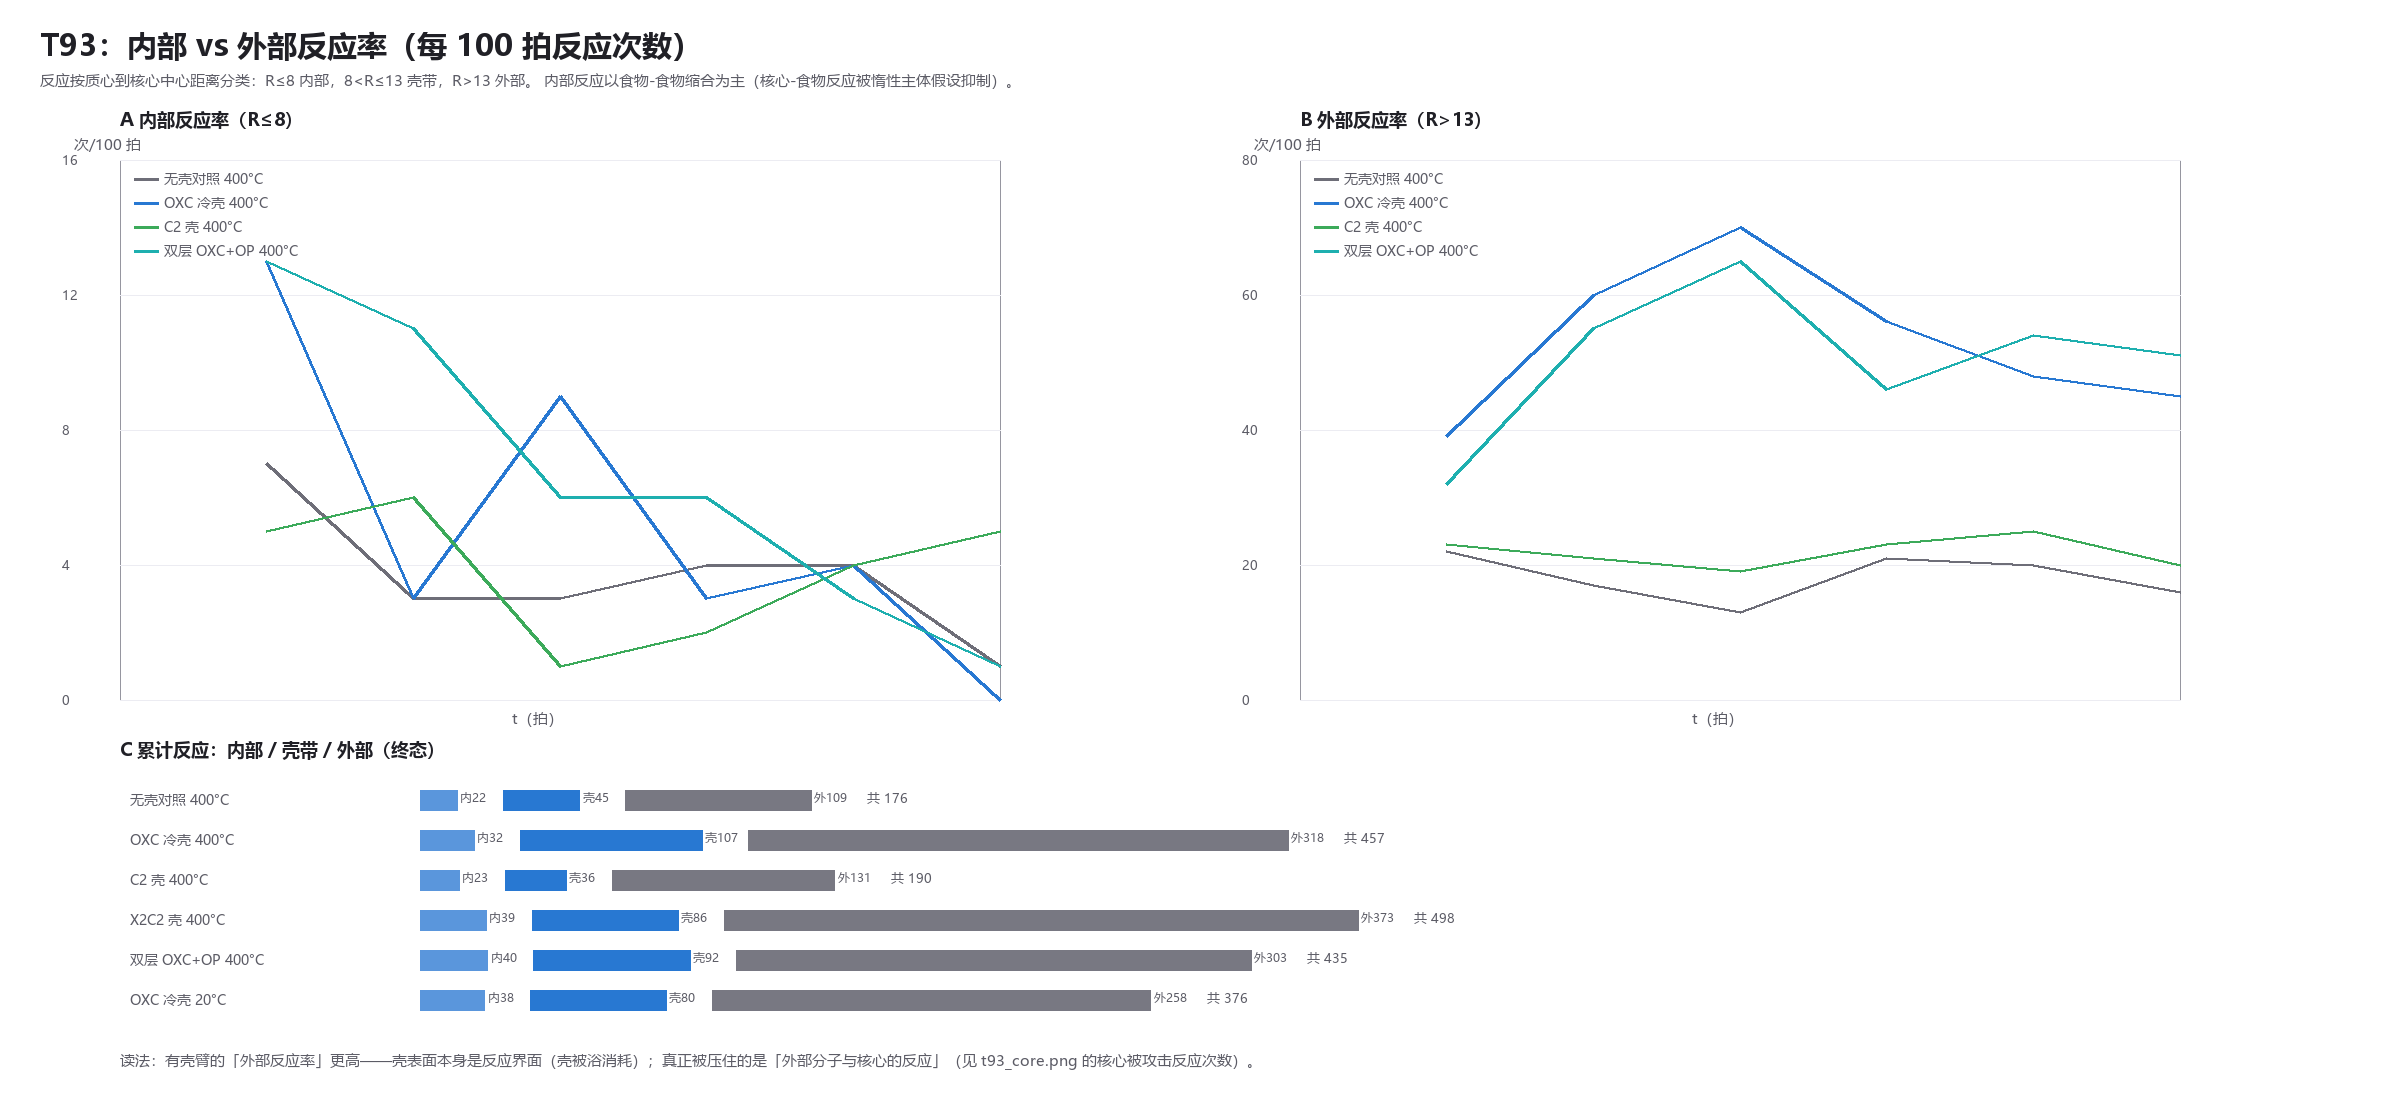 T93：内部 vs 外部反应率（每 100 拍反应次数）
反应按质心到核心中心距离分类：R≤8 内部，8<R≤13 壳带，R>13 外部。 内部反应以食物-食物缩合为主（核心-食物反应被惰性主体假设抑制）。
A 内部反应率（R≤8）
次/100 拍
16
12
8
4
0
无壳对照 400°C
OXC 冷壳 400°C
C2 壳 400°C
双层 OXC+OP 400°C
t（拍）
B 外部反应率（R>13）
次/100 拍
80
60
40
20
0
无壳对照 400°C
OXC 冷壳 400°C
C2 壳 400°C
双层 OXC+OP 400°C
t（拍）
C 累计反应：内部 / 壳带 / 外部（终态）
无壳对照 400°C 内22 壳45 外109 共 176
OXC 冷壳 400°C 内32 壳107 外318 共 457
C2 壳 400°C 内23 壳36 外131 共 190
X2C2 壳 400°C 内39 壳86 外373 共 498
双层 OXC+OP 400°C 内40 壳92 外303 共 435
OXC 冷壳 20°C 内38 壳80 外258 共 376
读法：有壳臂的「外部反应率」更高——壳表面本身是反应界面（壳被浴消耗）；真正被压住的是「外部分子与核心的反应」（见 t93_core.png 的核心被攻击反应次数）。